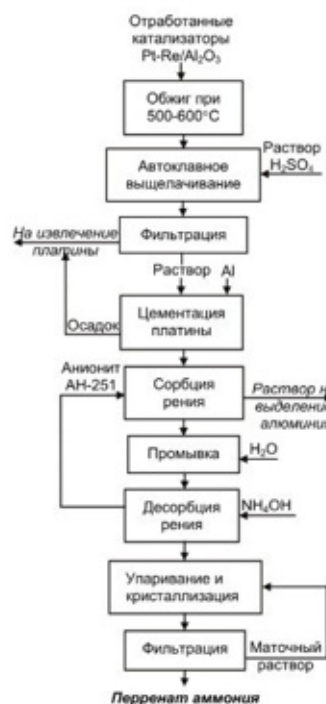 Отработанные
катализаторы
Pt-Re/Al₂O₃
Обжиг при
500-600°C
Раствор
H₂SO₄
Автоклавное
выщелачивание
На извлечение
платины
Фильтрация
Раствор
Al
Осадок
Цементация
платины
Анионит
АН-251
Сорбция
рения
Раствор на
выделение
алюминия
Промывка
H₂O
Десорбция
рения
NH₄OH
Упаривание и
кристаллизация
Фильтрация
Маточный
раствор
Перренат аммония